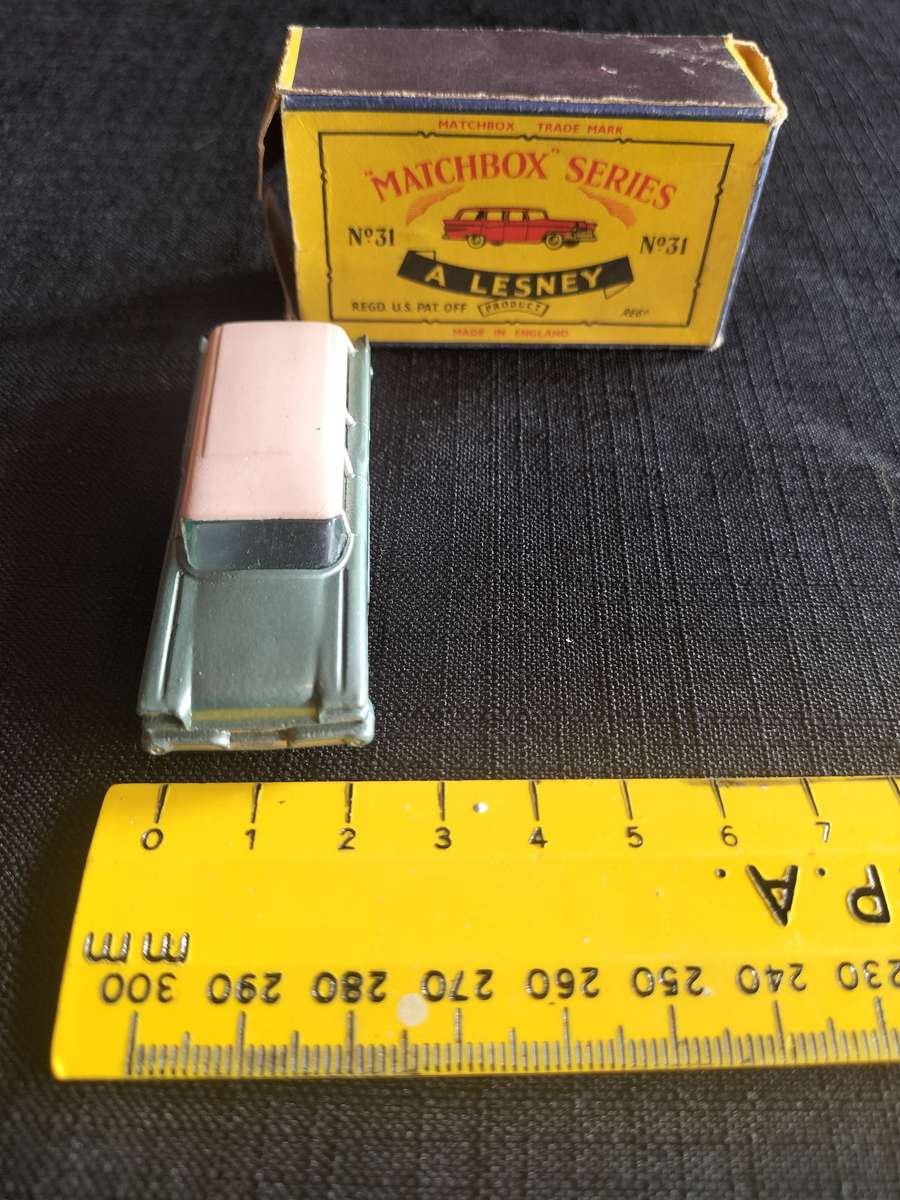 MATCHBOX TRADE MARK
"MATCHBOX" SERIES
Nº31 Nº31
A LESNEY
REGD. U.S. PAT. OFF PRODUCT REGD
MADE IN ENGLAND
0 1 2 3 4 5 6 7
P.A.
mm
300 290 280 270 260 250 240 230